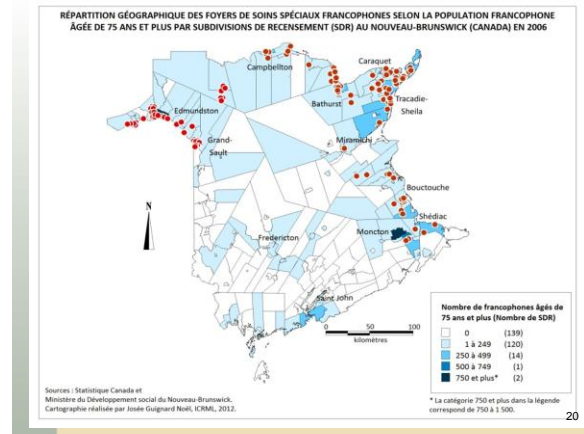 RÉPARTITION GÉOGRAPHIQUE DES FOYERS DE SOINS SPÉCIAUX FRANCOPHONES SELON LA POPULATION FRANCOPHONE
ÂGÉE DE 75 ANS ET PLUS PAR SUBDIVISIONS DE RECENSEMENT (SDR) AU NOUVEAU-BRUNSWICK (CANADA) EN 2006
Campbellton
Caraquet
Edmundston
Bathurst
Tracadie-
Sheila
Grand-
Sault
Miramichi
Bouctouche
N
Shédiac
Fredericton
Moncton
Saint John
0 50 100
kilomètres
Nombre de francophones âgés de
75 ans et plus (Nombre de SDR)
0 (139)
1 à 249 (120)
250 à 499 (14)
500 à 749 (1)
750 et plus* (2)
Sources : Statistique Canada et
Ministère du Développement social du Nouveau-Brunswick.
Cartographie réalisée par Josée Guignard Noël, ICRML, 2012.
* La catégorie 750 et plus dans la légende
correspond de 750 à 1 500.
20